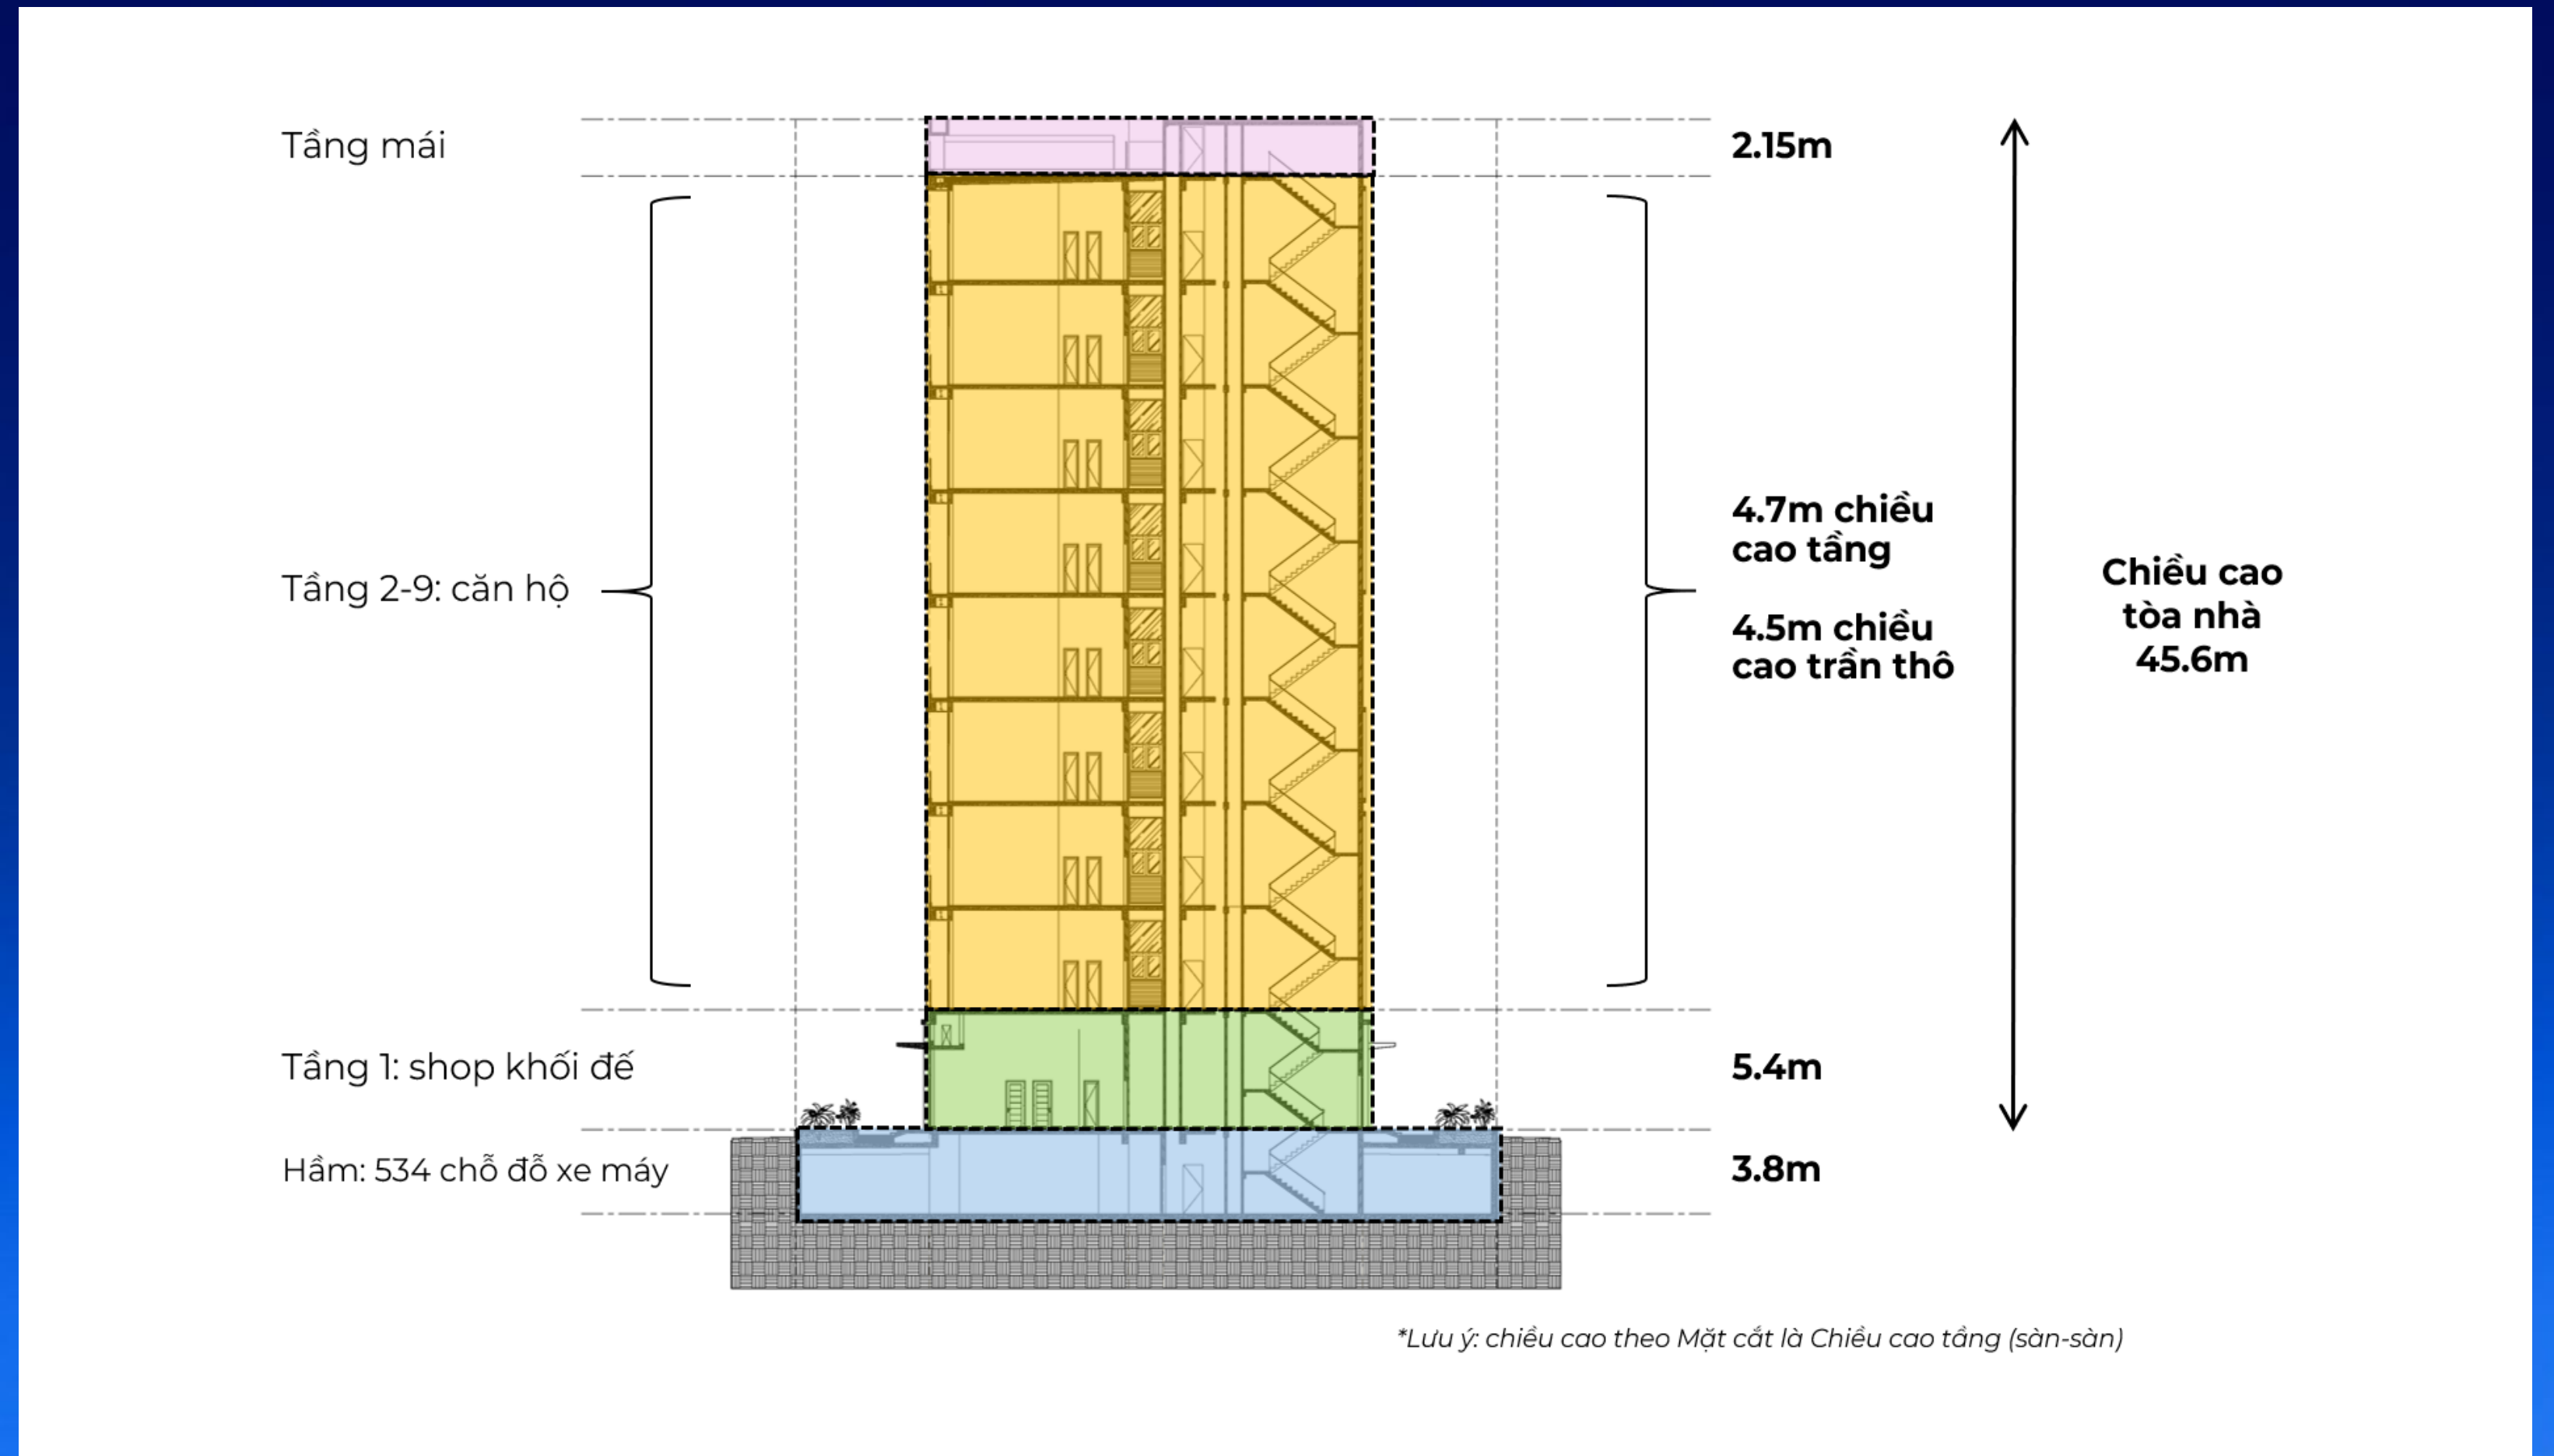 Tầng mái
2.15m
Tầng 2-9: căn hộ
4.7m chiều
cao tầng
4.5m chiều
cao trần thô
Chiều cao
tòa nhà
45.6m
Tầng 1: shop khối đế
5.4m
Hầm: 534 chỗ đỗ xe máy
3.8m
*Lưu ý: chiều cao theo Mặt cắt là Chiều cao tầng (sàn-sàn)